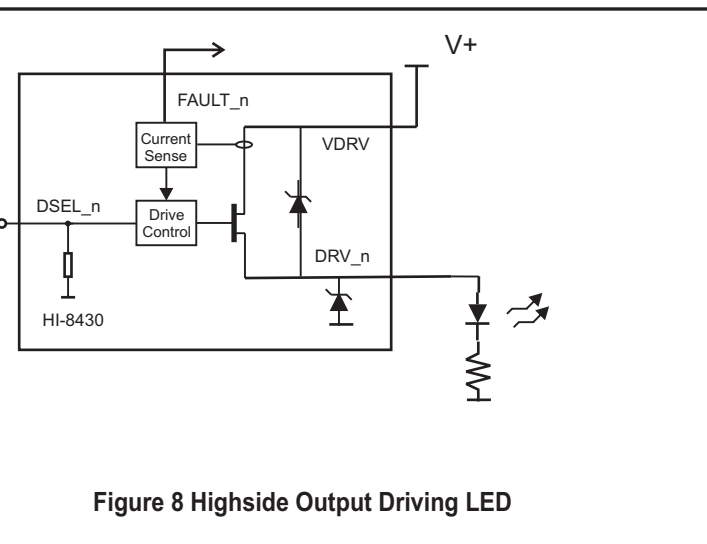 V+
FAULT_n
Current
Sense
VDRV
DSEL_n
Drive
Control
DRV_n
HI-8430
Figure 8 Highside Output Driving LED